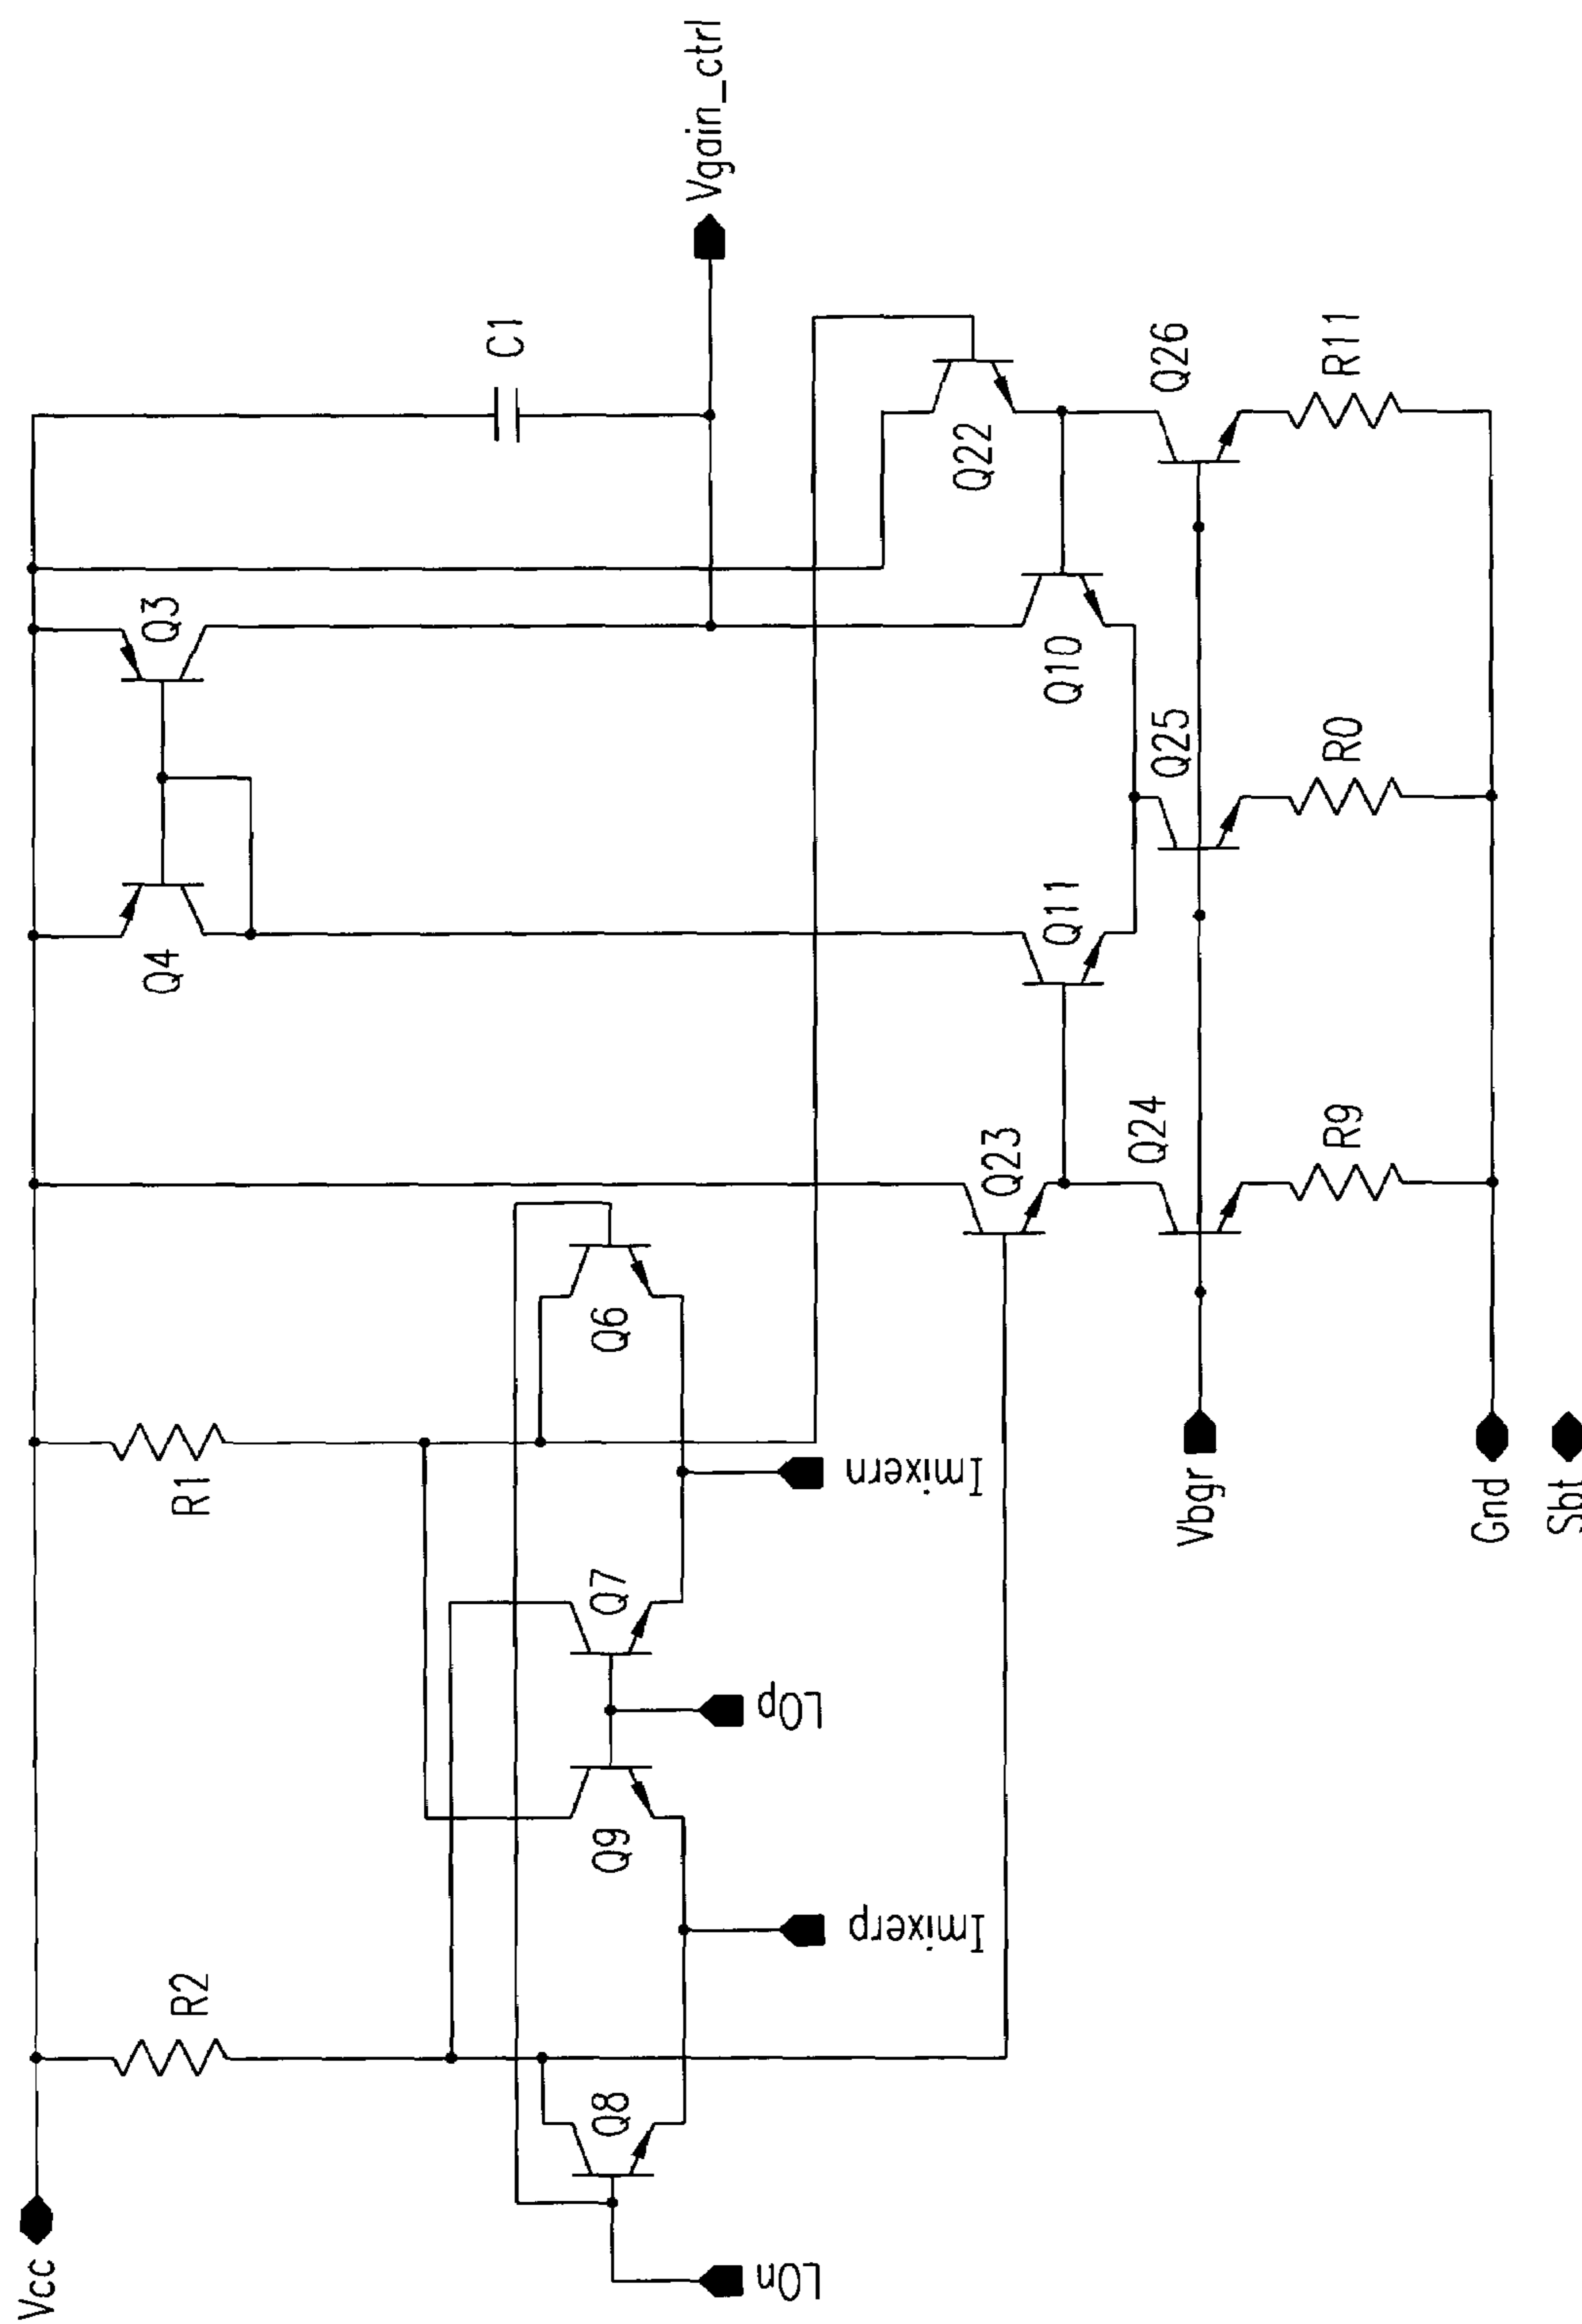 Vcc
R2
R1
Q4
Q3
C1
Vgain_ctrl
LOn
Q8
Imixerp
Q9
LOp
Q7
Imixern
Q6
Q23
Q11
Q10
Q22
Q24
Q25
Q26
Vbgr
R9
R0
R11
Gnd
Sbt